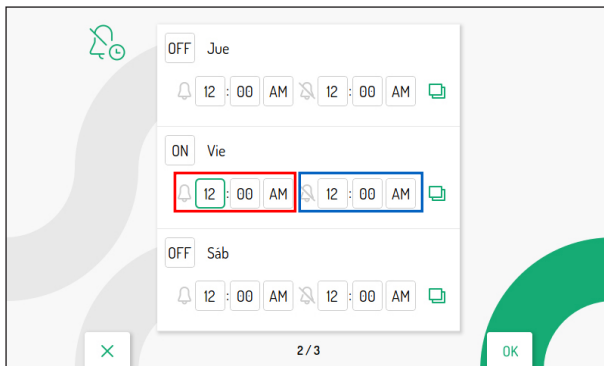 OFF Jue
12 : 00 AM 12 : 00 AM
ON Vie
12 : 00 AM 12 : 00 AM
OFF Sáb
12 : 00 AM 12 : 00 AM
2/3
OK